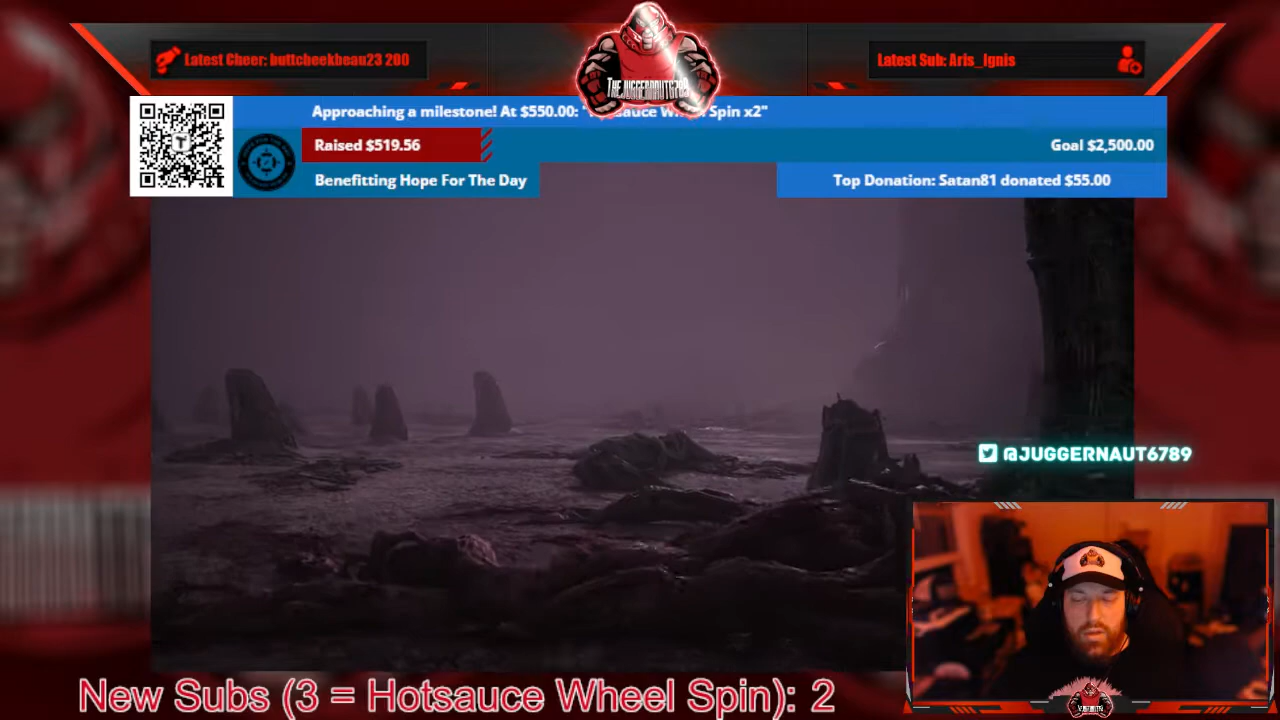 Latest Cheer: buttcheekbeau23 200
THEJUGGERNAUT6789
Latest Sub: Aris_Ignis
Approaching a milestone! At $550.00: Spin x2"
Raised $519.56
Goal $2,500.00
Benefitting Hope For The Day
Top Donation: Satan81 donated $55.00
@JUGGERNAUT6789
New Subs (3 = Hotsauce Wheel Spin): 2